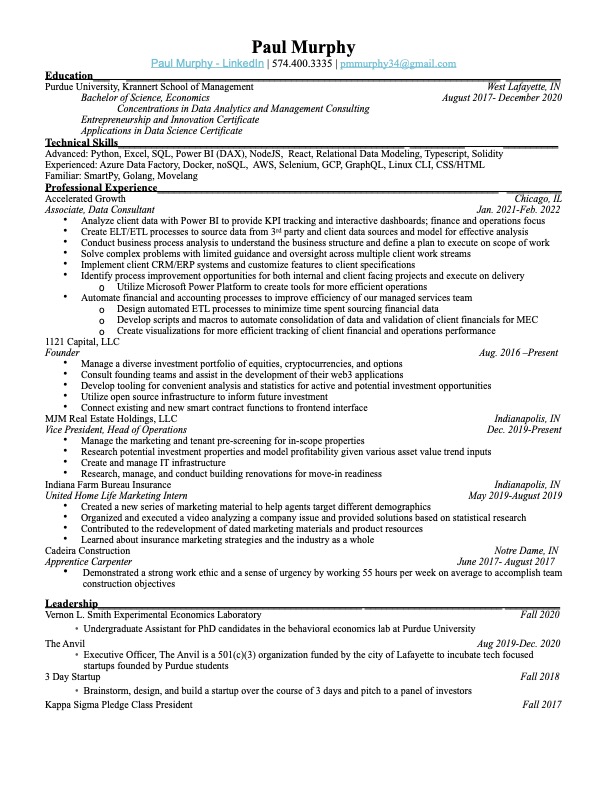 Paul Murphy
Paul Murphy - LinkedIn | 574.400.3335 | pmmurphy34@gmail.com
Education
Purdue University, Krannert School of Management West Lafayette, IN
Bachelor of Science, Economics August 2017- December 2020
Concentrations in Data Analytics and Management Consulting
Entrepreneurship and Innovation Certificate
Applications in Data Science Certificate
Technical Skills
Advanced: Python, Excel, SQL, Power BI (DAX), NodeJS, React, Relational Data Modeling, Typescript, Solidity
Experienced: Azure Data Factory, Docker, noSQL, AWS, Selenium, GCP, GraphQL, Linux CLI, CSS/HTML
Familiar: SmartPy, Golang, Movelang
Professional Experience
Accelerated Growth Chicago, IL
Associate, Data Consultant Jan. 2021-Feb. 2022
• Analyze client data with Power BI to provide KPI tracking and interactive dashboards; finance and operations focus
• Create ELT/ETL processes to source data from 3rd party and client data sources and model for effective analysis
• Conduct business process analysis to understand the business structure and define a plan to execute on scope of work
• Solve complex problems with limited guidance and oversight across multiple client work streams
• Implement client CRM/ERP systems and customize features to client specifications
• Identify process improvement opportunities for both internal and client facing projects and execute on delivery
o Utilize Microsoft Power Platform to create tools for more efficient operations
• Automate financial and accounting processes to improve efficiency of our managed services team
o Design automated ETL processes to minimize time spent sourcing financial data
o Develop scripts and macros to automate consolidation of data and validation of client financials for MEC
o Create visualizations for more efficient tracking of client financial and operations performance
1121 Capital, LLC
Founder Aug. 2016 –Present
• Manage a diverse investment portfolio of equities, cryptocurrencies, and options
• Consult founding teams and assist in the development of their web3 applications
• Develop tooling for convenient analysis and statistics for active and potential investment opportunities
• Utilize open source infrastructure to inform future investment
• Connect existing and new smart contract functions to frontend interface
MJM Real Estate Holdings, LLC Indianapolis, IN
Vice President, Head of Operations Dec. 2019-Present
• Manage the marketing and tenant pre-screening for in-scope properties
• Research potential investment properties and model profitability given various asset value trend inputs
• Create and manage IT infrastructure
• Research, manage, and conduct building renovations for move-in readiness
Indiana Farm Bureau Insurance Indianapolis, IN
United Home Life Marketing Intern May 2019-August 2019
• Created a new series of marketing material to help agents target different demographics
• Organized and executed a video analyzing a company issue and provided solutions based on statistical research
• Contributed to the redevelopment of dated marketing materials and product resources
• Learned about insurance marketing strategies and the industry as a whole
Cadeira Construction Notre Dame, IN
Apprentice Carpenter June 2017- August 2017
• Demonstrated a strong work ethic and a sense of urgency by working 55 hours per week on average to accomplish team
construction objectives
Leadership
Vernon L. Smith Experimental Economics Laboratory Fall 2020
• Undergraduate Assistant for PhD candidates in the behavioral economics lab at Purdue University
The Anvil Aug 2019-Dec. 2020
• Executive Officer, The Anvil is a 501(c)(3) organization funded by the city of Lafayette to incubate tech focused
startups founded by Purdue students
3 Day Startup Fall 2018
• Brainstorm, design, and build a startup over the course of 3 days and pitch to a panel of investors
Kappa Sigma Pledge Class President Fall 2017